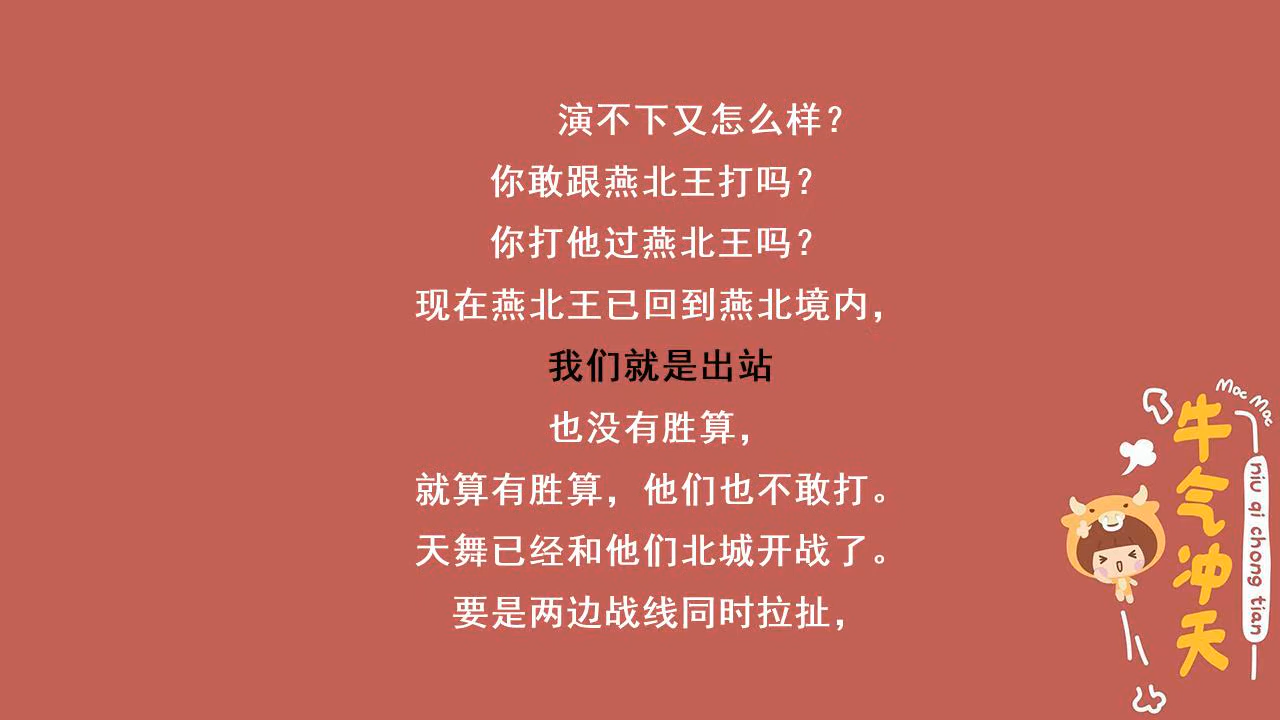 演不下又怎么样？
你敢跟燕北王打吗？
你打他过燕北王吗？
现在燕北王已回到燕北境内，
我们就是出站
也没有胜算，
就算有胜算，他们也不敢打。
天舞已经和他们北城开战了。
要是两边战线同时拉扯，
Moc Moc
牛气冲天
niu qi chong tian